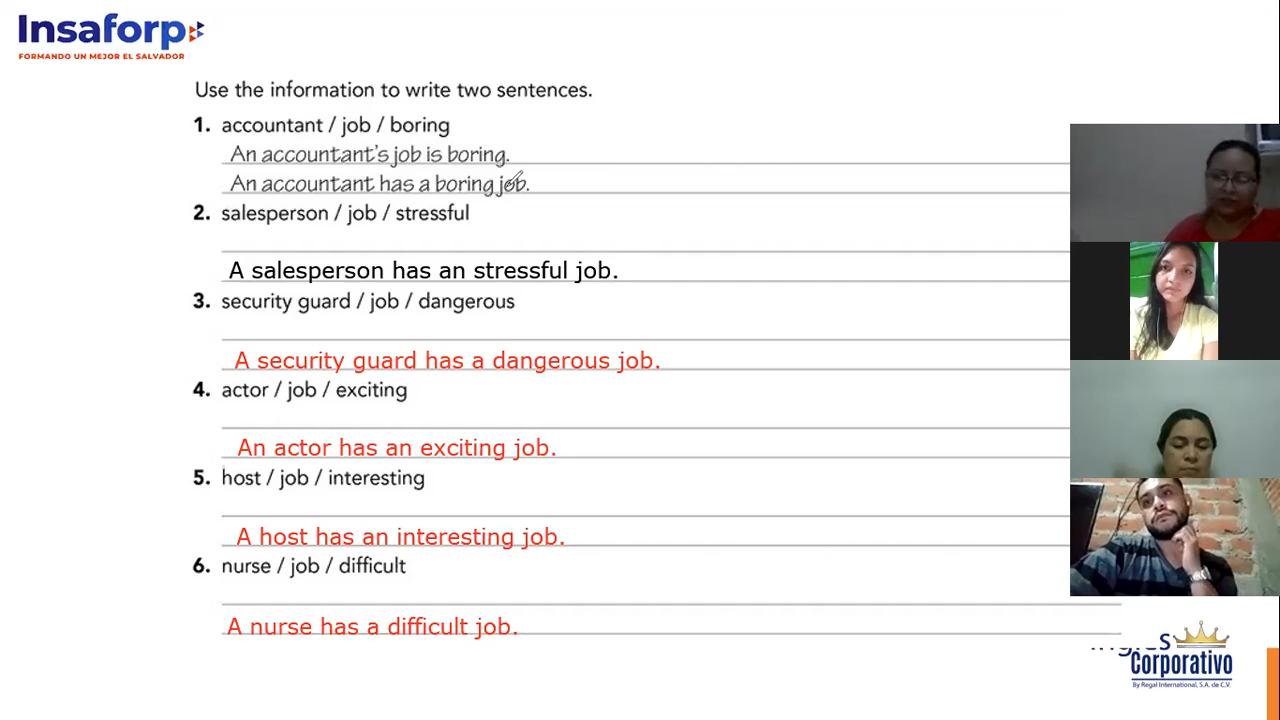 Insaforp
FORMANDO UN MEJOR EL SALVADOR
Use the information to write two sentences.
1. accountant / job / boring
An accountant's job is boring.
An accountant has a boring job.
2. salesperson / job / stressful
A salesperson has an stressful job.
3. security guard / job / dangerous
A security guard has a dangerous job.
4. actor / job / exciting
An actor has an exciting job.
5. host / job / interesting
A host has an interesting job.
6. nurse / job / difficult
A nurse has a difficult job.
Corporativo
By Regal International, S.A. de C.V.